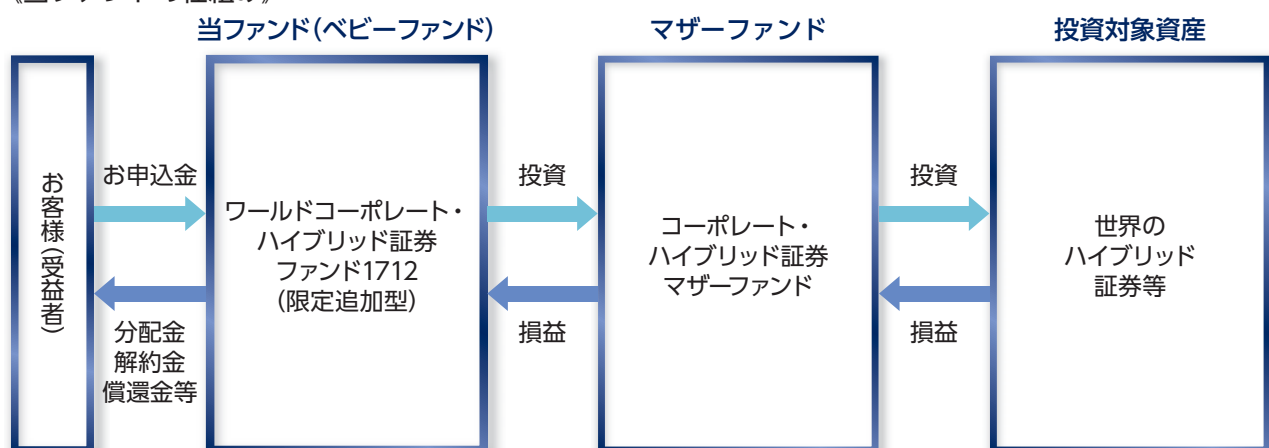 当ファンド(ベビーファンド)
マザーファンド
投資対象資産
お客様(受益者)
お申込金
分配金
解約金
償還金等
ワールドコーポレート・
ハイブリッド証券
ファンド1712
(限定追加型)
投資
損益
コーポレート・
ハイブリッド証券
マザーファンド
投資
損益
世界の
ハイブリッド
証券等